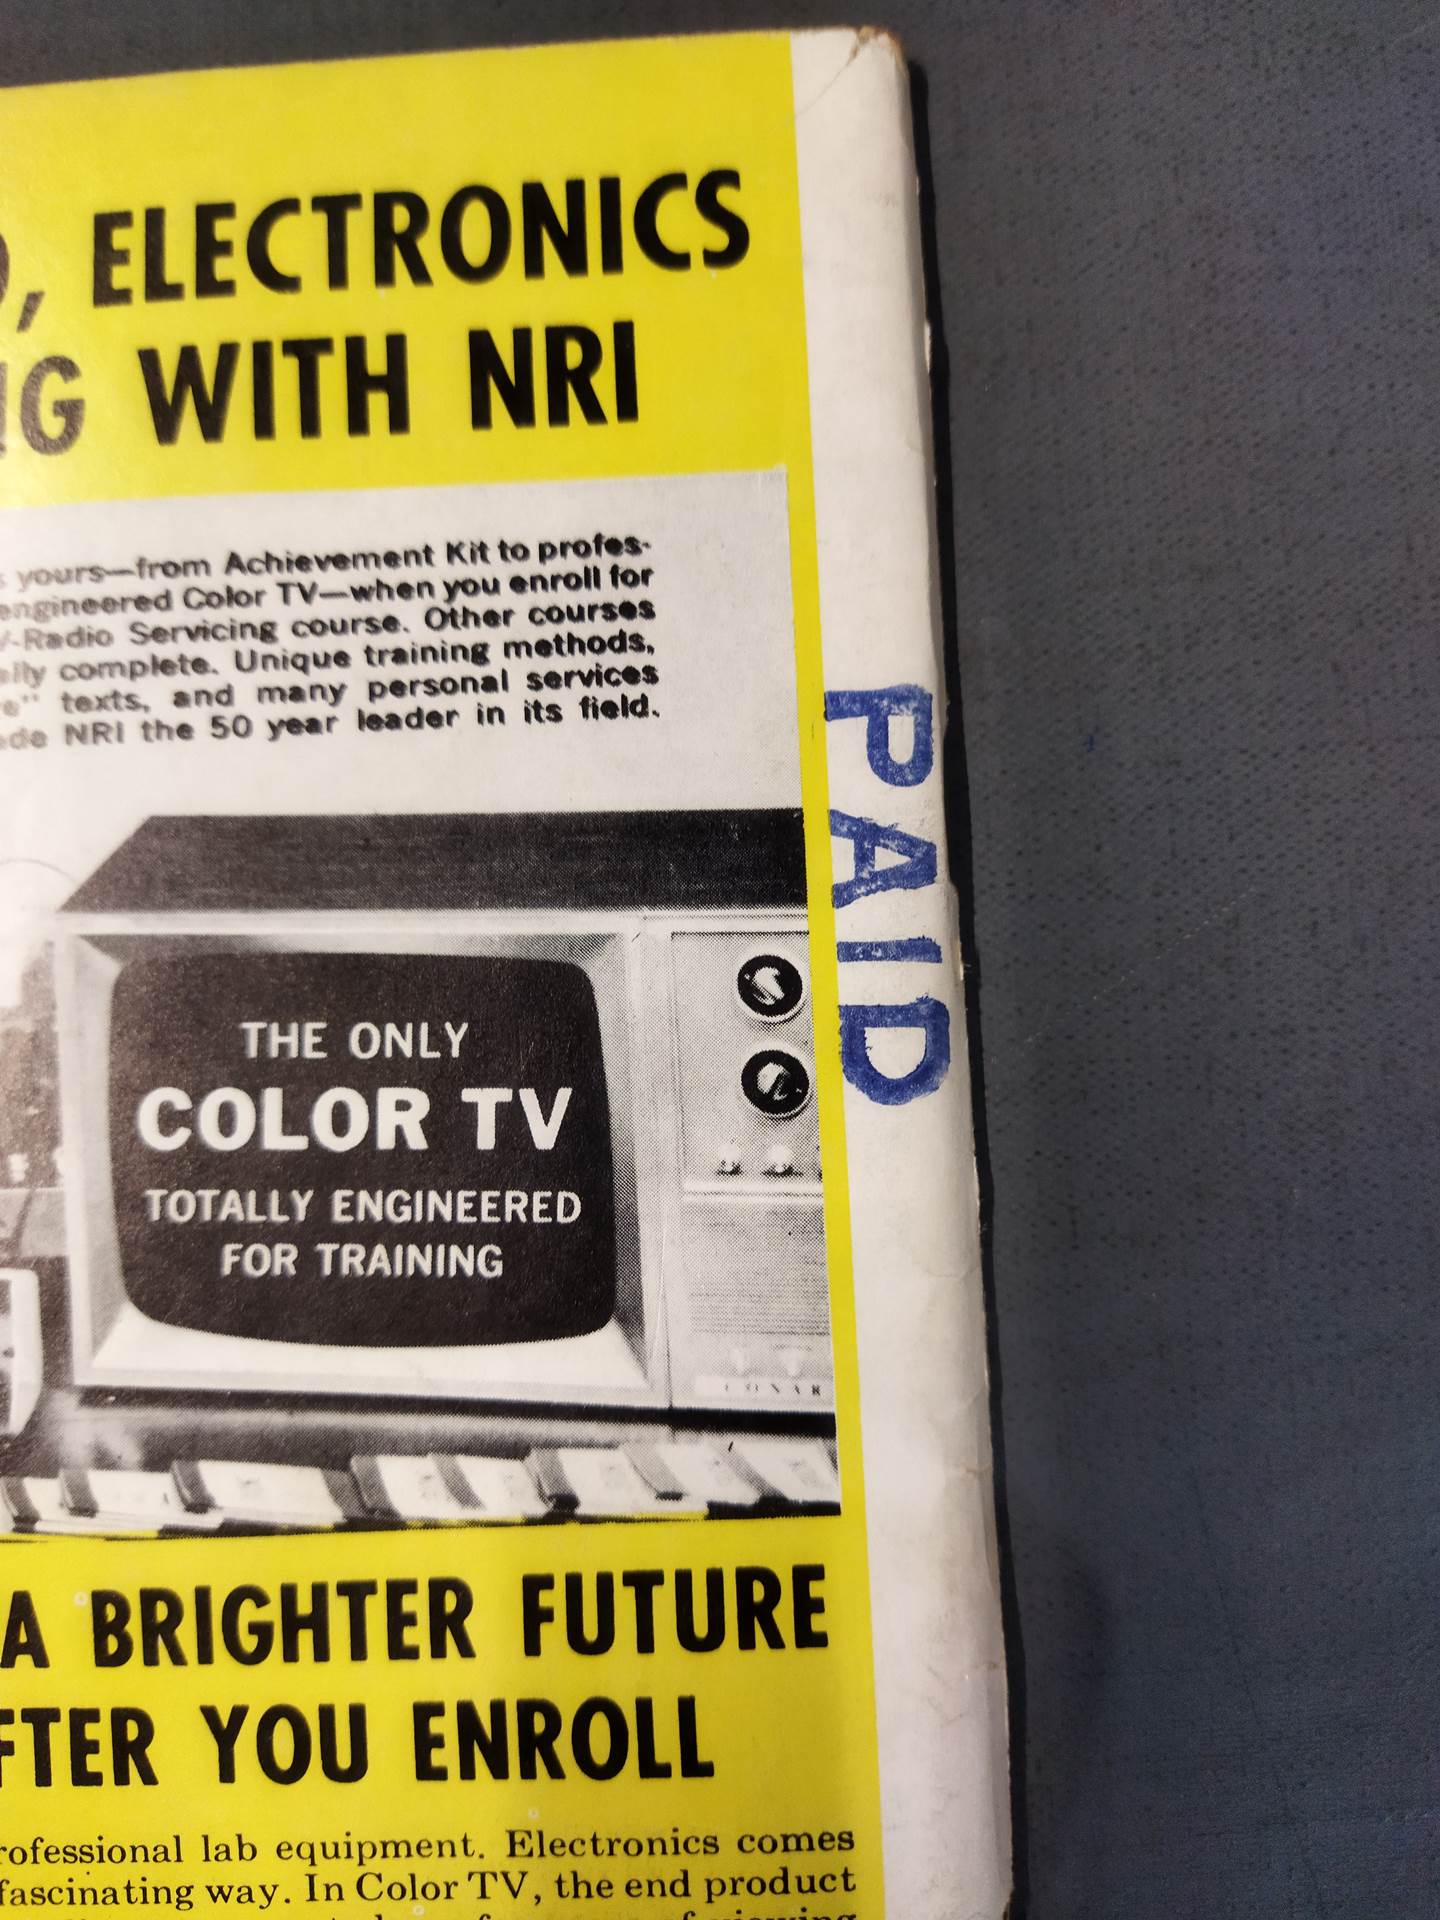 , ELECTRONICS
WITH NRI
yours—from Achievement Kit to profes-
engineered Color TV—when you enroll for
-Radio Servicing course. Other courses
complete. Unique training methods,
texts, and many personal services
NRI the 50 year leader in its field.
PAID
THE ONLY
COLOR TV
TOTALLY ENGINEERED
FOR TRAINING
CONAR
A BRIGHTER FUTURE
FTER YOU ENROLL
rofessional lab equipment. Electronics comes
fascinating way. In Color TV, the end product